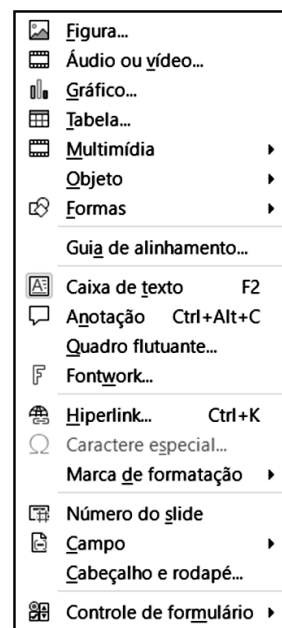 Figura...
Áudio ou vídeo...
Gráfico...
Tabela...
Multimídia
Objeto
Formas
Guia de alinhamento...
Caixa de texto F2
Anotação Ctrl+Alt+C
Quadro flutuante...
Fontwork...
Hiperlink... Ctrl+K
Caractere especial...
Marca de formatação
Número do slide
Campo
Cabeçalho e rodapé...
Controle de formulário